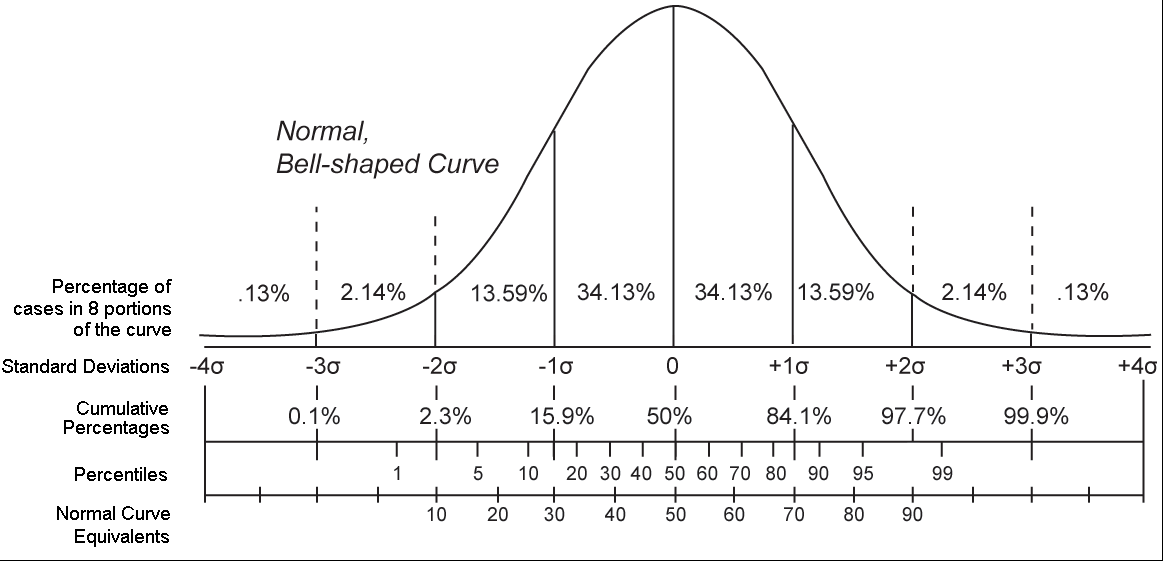 Normal,
Bell-shaped Curve
Percentage of
cases in 8 portions
of the curve
.13% 2.14% 13.59% 34.13% 34.13% 13.59% 2.14% .13%
Standard Deviations -4σ -3σ -2σ -1σ 0 +1σ +2σ +3σ +4σ
Cumulative
Percentages
0.1% 2.3% 15.9% 50% 84.1% 97.7% 99.9%
Percentiles 1 5 10 20 30 40 50 60 70 80 90 95 99
Normal Curve
Equivalents
10 20 30 40 50 60 70 80 90